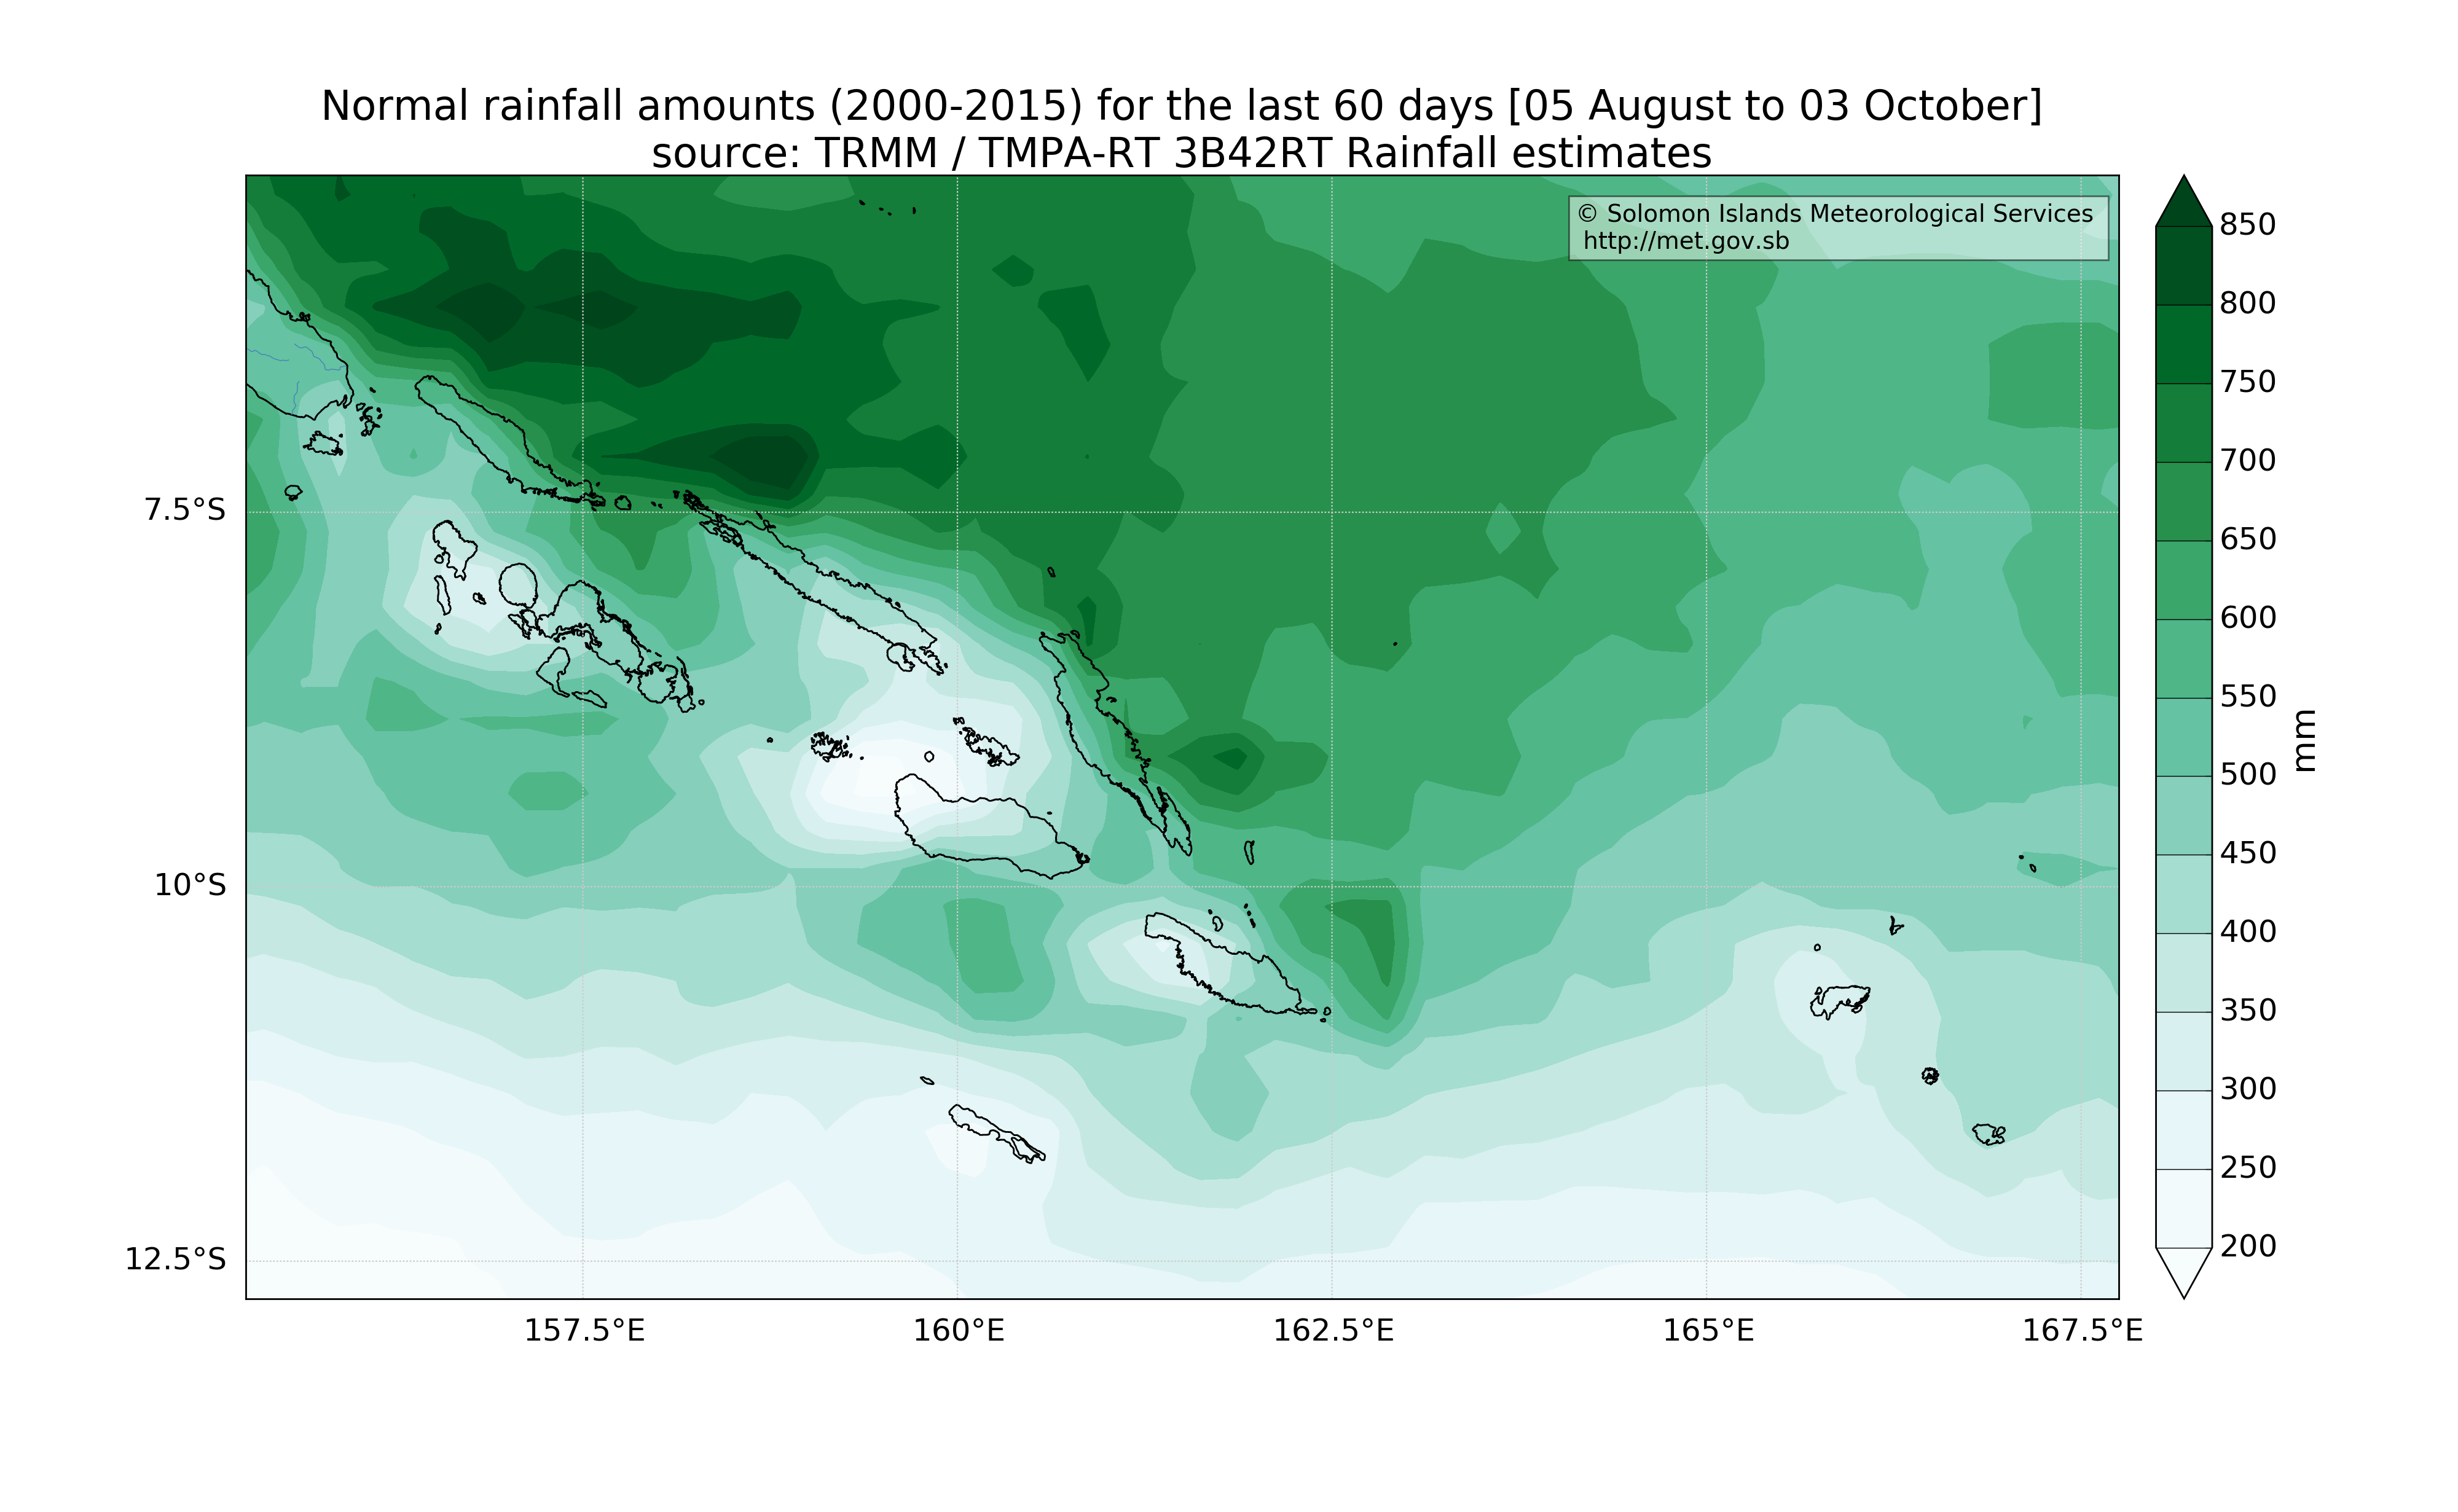 Normal rainfall amounts (2000-2015) for the last 60 days [05 August to 03 October]
source: TRMM / TMPA-RT 3B42RT Rainfall estimates
© Solomon Islands Meteorological Services
http://met.gov.sb
850
800
750
700
650
600
550
500
450
400
350
300
250
200
mm
7.5°S
10°S
12.5°S
157.5°E
160°E
162.5°E
165°E
167.5°E